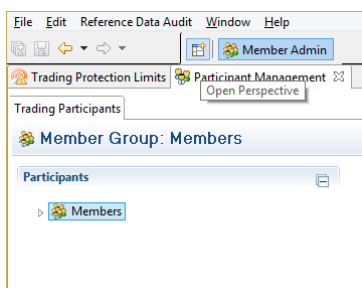 File Edit Reference Data Audit Window Help
Member Admin
Trading Protection Limits Participant Management
Open Perspective
Trading Participants
Member Group: Members
Participants
Members